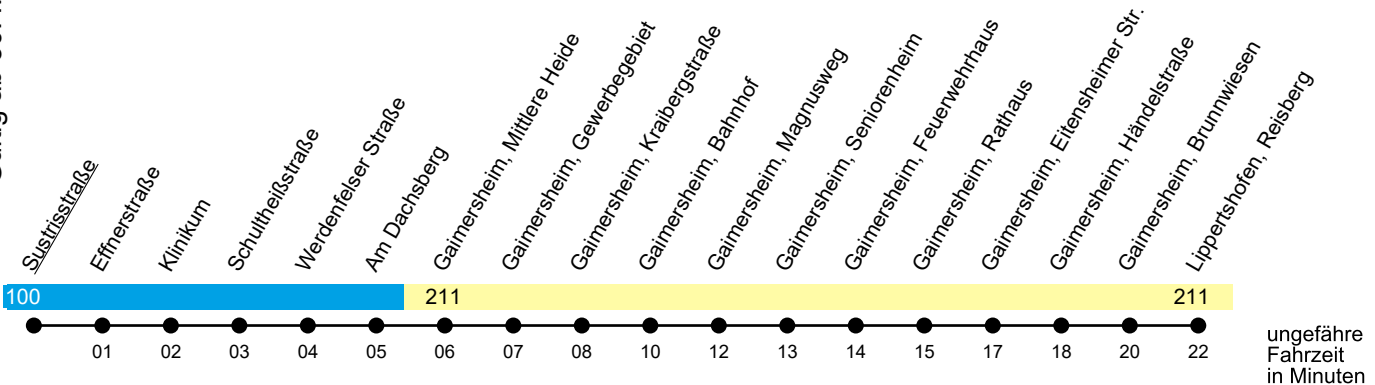 Sustrisstraße
Effnerstraße
Klinikum
Schultheißstraße
Werdenfelser Straße
Am Dachsberg
Gaimersheim, Mittlere Heide
Gaimersheim, Gewerbegebiet
Gaimersheim, Kraibergstraße
Gaimersheim, Bahnhof
Gaimersheim, Magnusweg
Gaimersheim, Seniorenheim
Gaimersheim, Feuerwehrhaus
Gaimersheim, Rathaus
Gaimersheim, Eitensheimer Str.
Gaimersheim, Händelstraße
Gaimersheim, Brunnwiesen
Lippertshofen, Reisberg
100 211 211
01 02 03 04 05 06 07 08 10 12 13 14 15 17 18 20 22
ungefähre
Fahrzeit
in Minuten